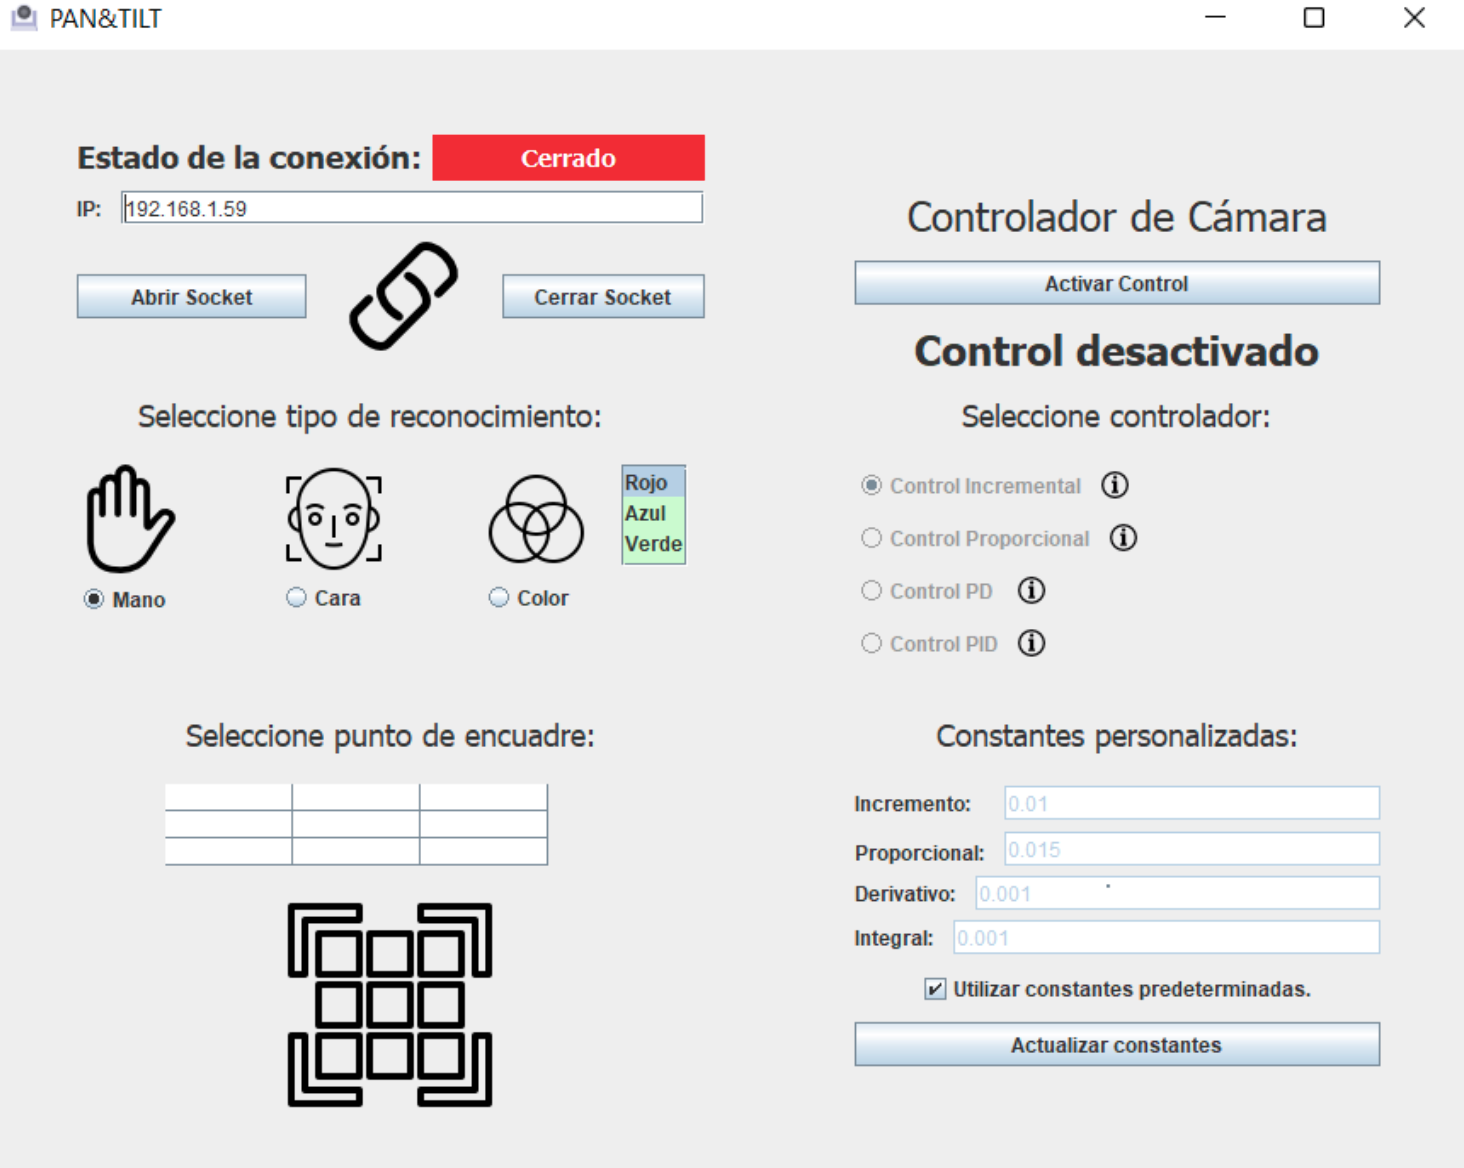 PAN&TILT
Estado de la conexión: Cerrado
IP: 192.168.1.59
Abrir Socket
Cerrar Socket
Seleccione tipo de reconocimiento:
Rojo
Azul
Verde
Mano
Cara
Color
Seleccione punto de encuadre:
Controlador de Cámara
Activar Control
Control desactivado
Seleccione controlador:
Control Incremental
Control Proporcional
Control PD
Control PID
Constantes personalizadas:
Incremento: 0.01
Proporcional: 0.015
Derivativo: 0.001
Integral: 0.001
Utilizar constantes predeterminadas.
Actualizar constantes